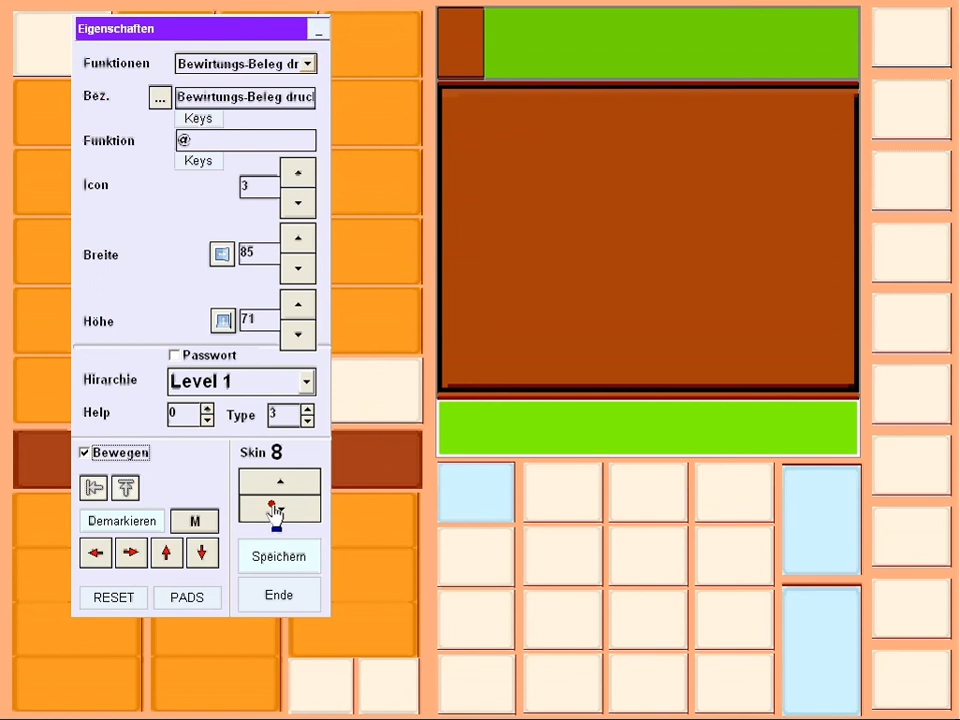 Eigenschaften
_
Funktionen Bewirtungs-Beleg dr
Bez. ... Bewirtungs-Beleg druc
Keys
Funktion @
Keys
Icon 3
Breite 85
Höhe 71
Passwort
Hirarchie Level 1
Help 0 Type 3
Bewegen Skin 8
Demarkieren M
Speichern
RESET PADS Ende